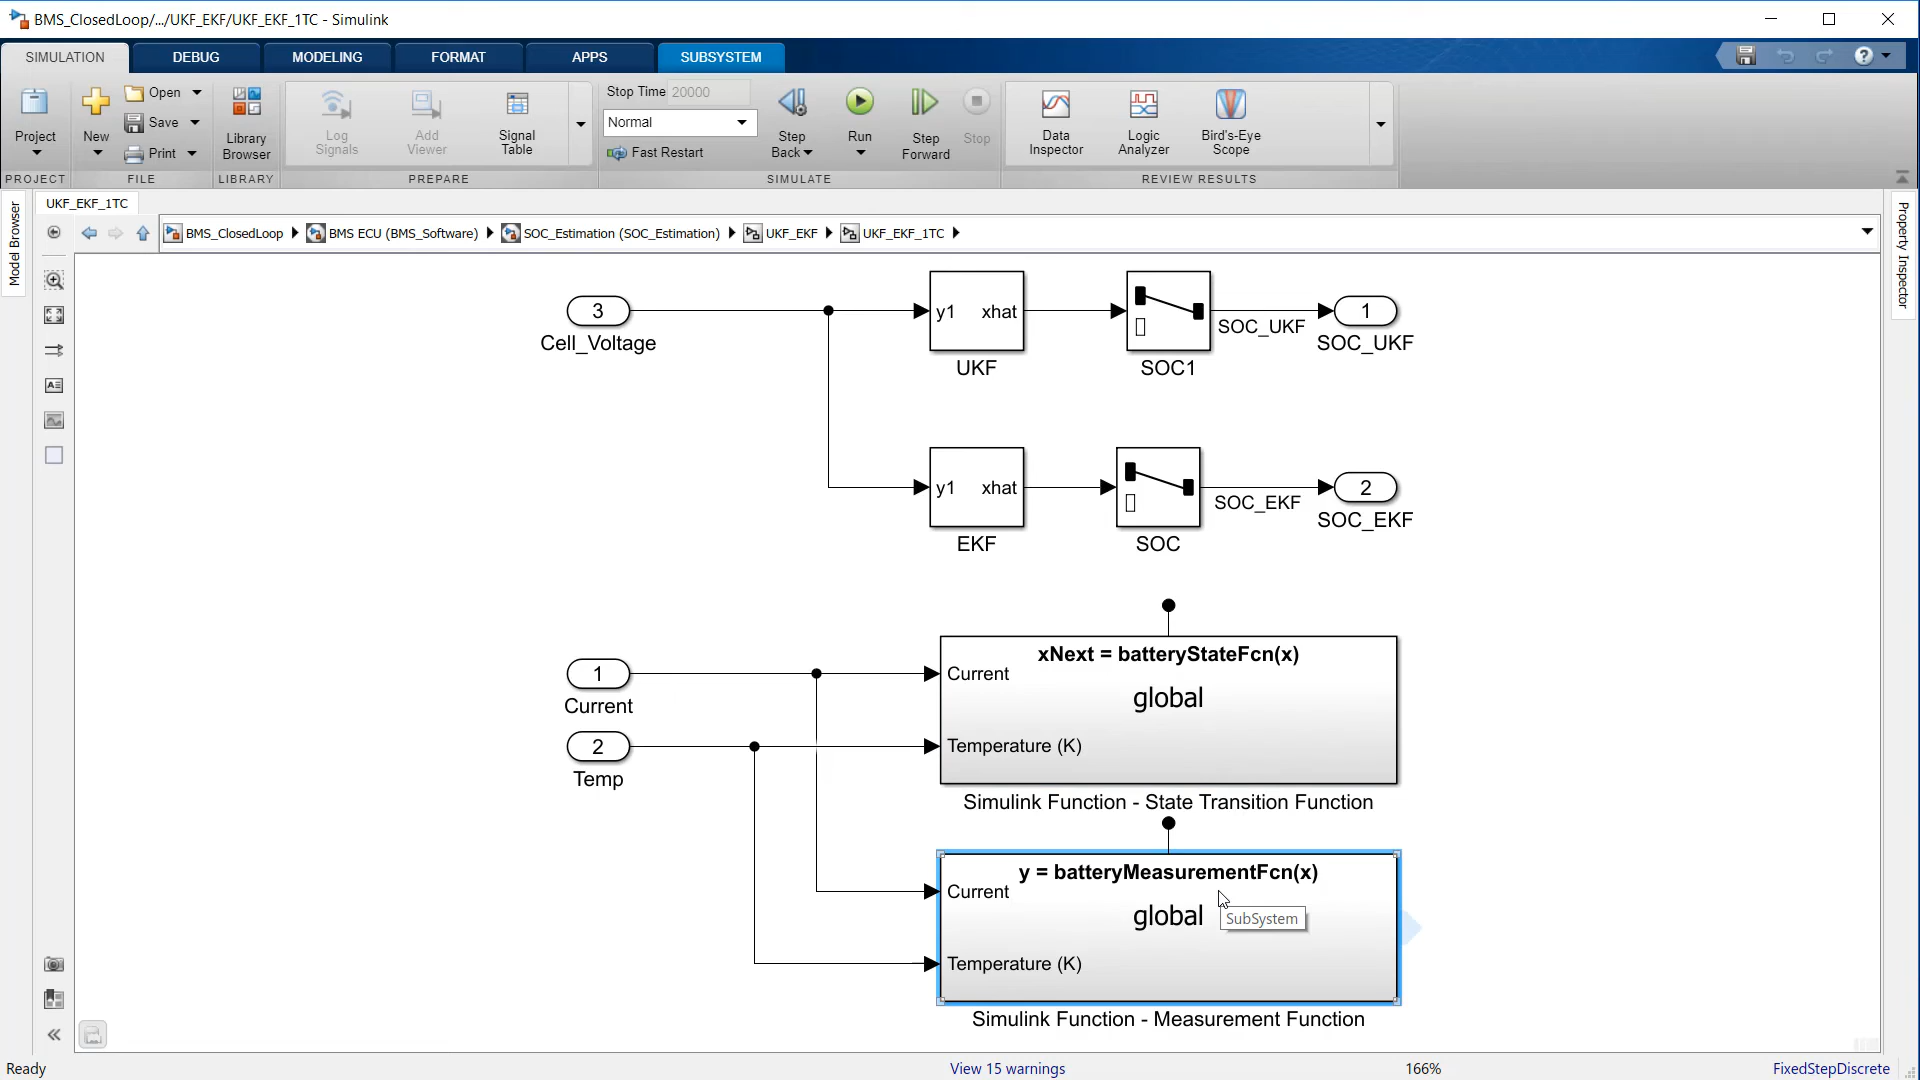 BMS_ClosedLoop/.../UKF_EKF/UKF_EKF_1TC - Simulink
SIMULATION
DEBUG
MODELING
FORMAT
APPS
SUBSYSTEM
Project
New
Open
Save
Print
Library
Browser
Log
Signals
Add
Viewer
Signal
Table
Stop Time 20000
Normal
Fast Restart
Step
Back
Run
Step
Forward
Stop
Data
Inspector
Logic
Analyzer
Bird's-Eye
Scope
PROJECT
FILE
LIBRARY
PREPARE
SIMULATE
REVIEW RESULTS
Model Browser
UKF_EKF_1TC
BMS_ClosedLoop
BMS ECU (BMS_Software)
SOC_Estimation (SOC_Estimation)
UKF_EKF
UKF_EKF_1TC
Property Inspector
3
Cell_Voltage
y1 xhat
UKF
SOC1
SOC_UKF
1
SOC_UKF
y1 xhat
EKF
SOC
SOC_EKF
2
SOC_EKF
1
Current
2
Temp
xNext = batteryStateFcn(x)
Current
global
Temperature (K)
Simulink Function - State Transition Function
y = batteryMeasurementFcn(x)
Current
global
SubSystem
Temperature (K)
Simulink Function - Measurement Function
Ready
View 15 warnings
166%
FixedStepDiscrete